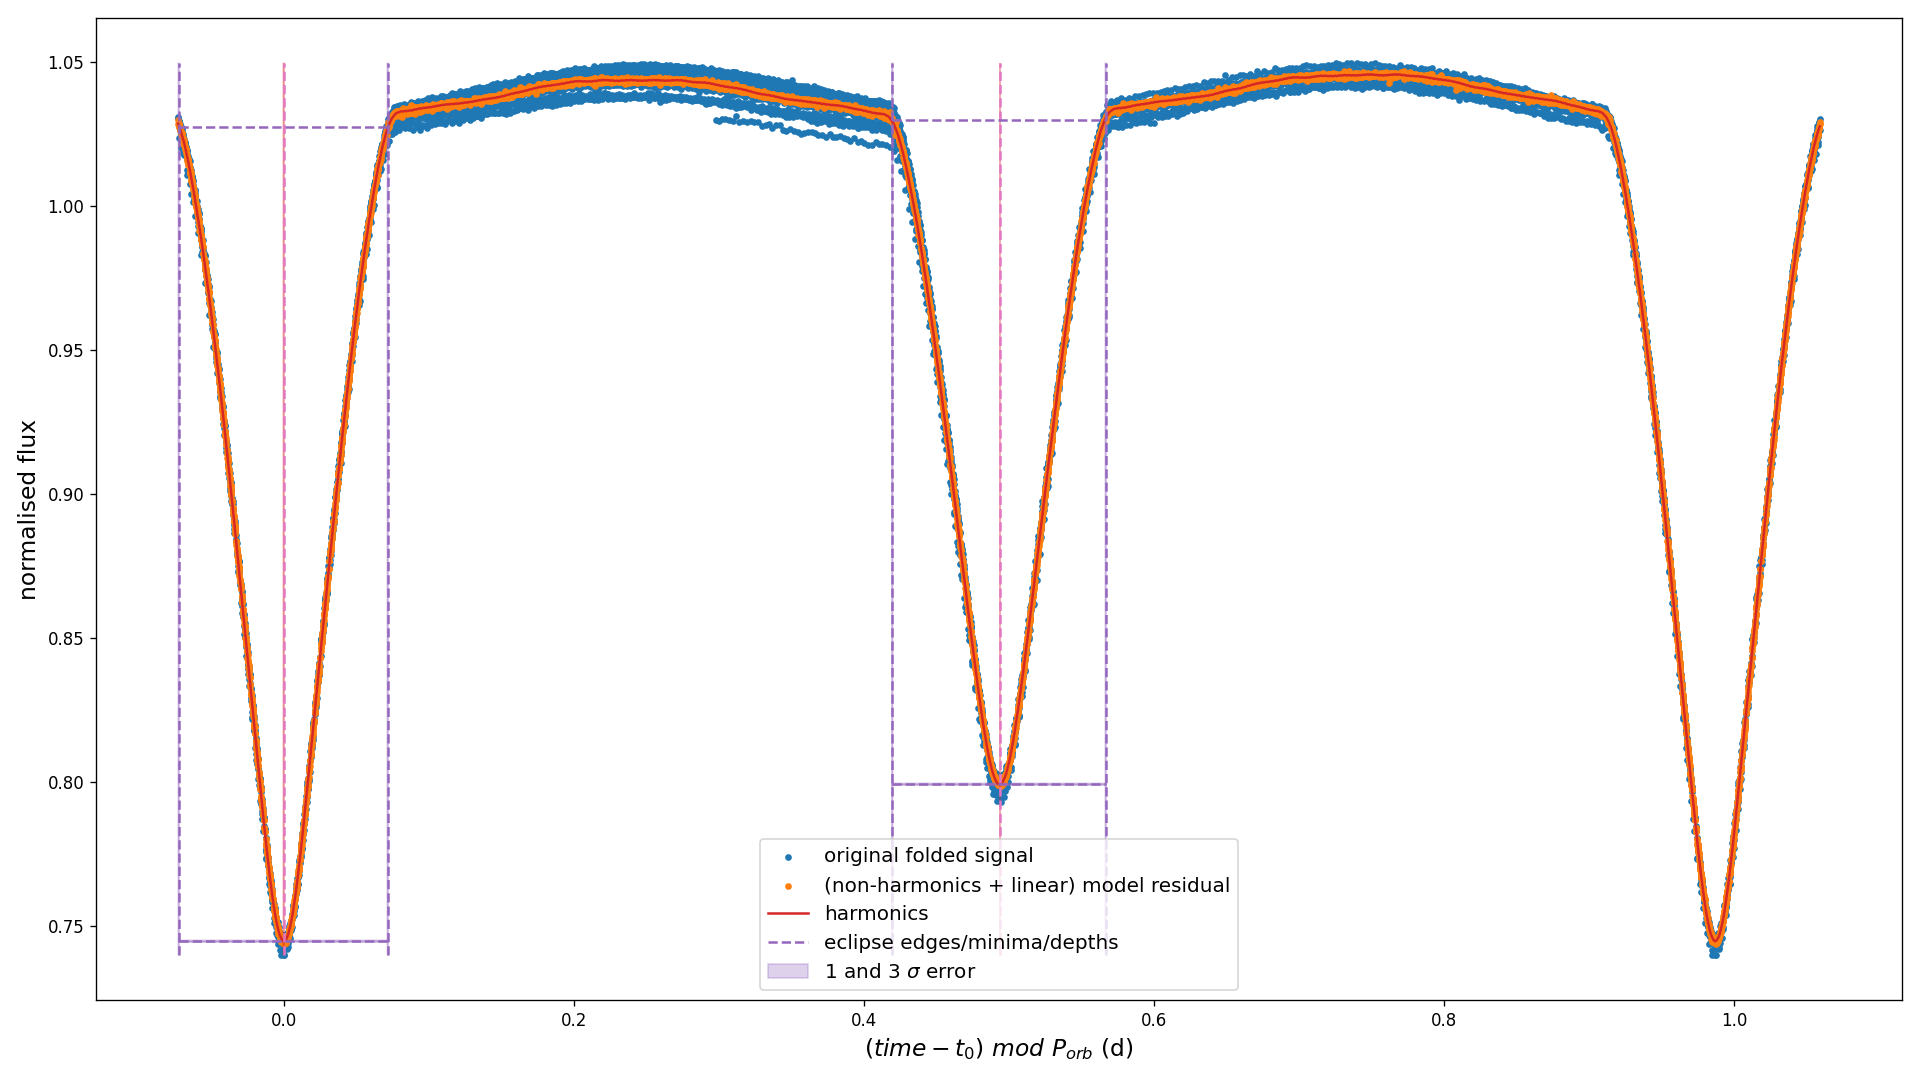 1.05
1.00
0.95
0.90
0.85
0.80
0.75
normalised flux
original folded signal
(non-harmonics + linear) model residual
harmonics
eclipse edges/minima/depths
1 and 3 σ error
0.0 0.2 0.4 0.6 0.8 1.0
(time − t₀) mod Pₒᵣb (d)